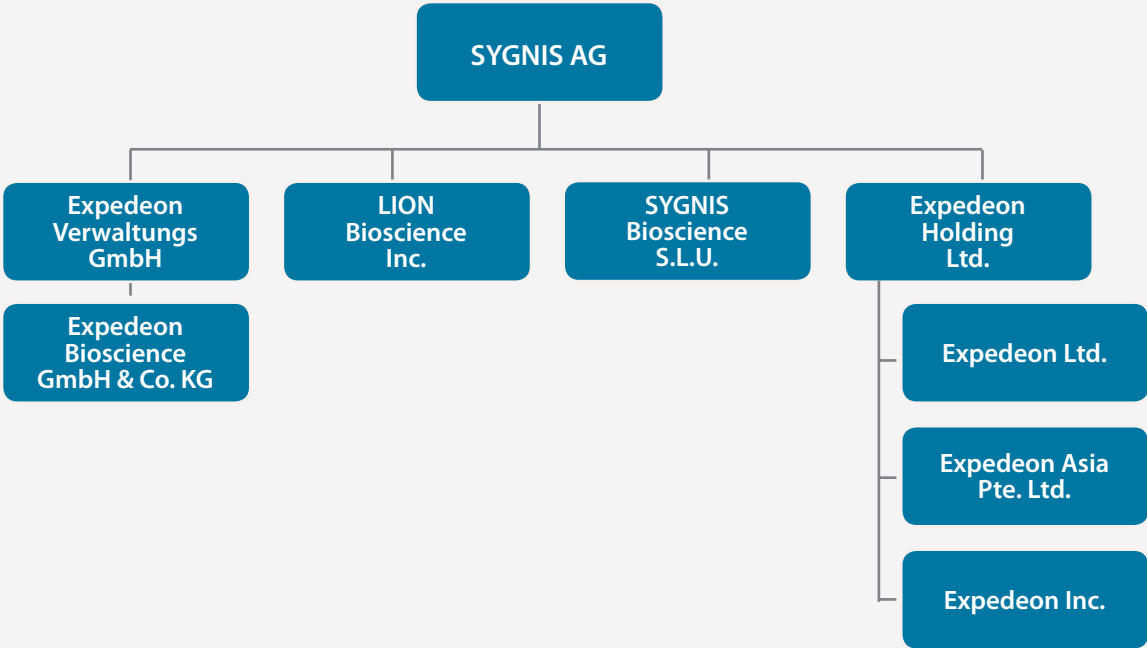 SYGNIS AG
Expedeon
Verwaltungs
GmbH
LION
Bioscience
Inc.
SYGNIS
Bioscience
S.L.U.
Expedeon
Holding
Ltd.
Expedeon
Bioscience
GmbH & Co. KG
Expedeon Ltd.
Expedeon Asia
Pte. Ltd.
Expedeon Inc.